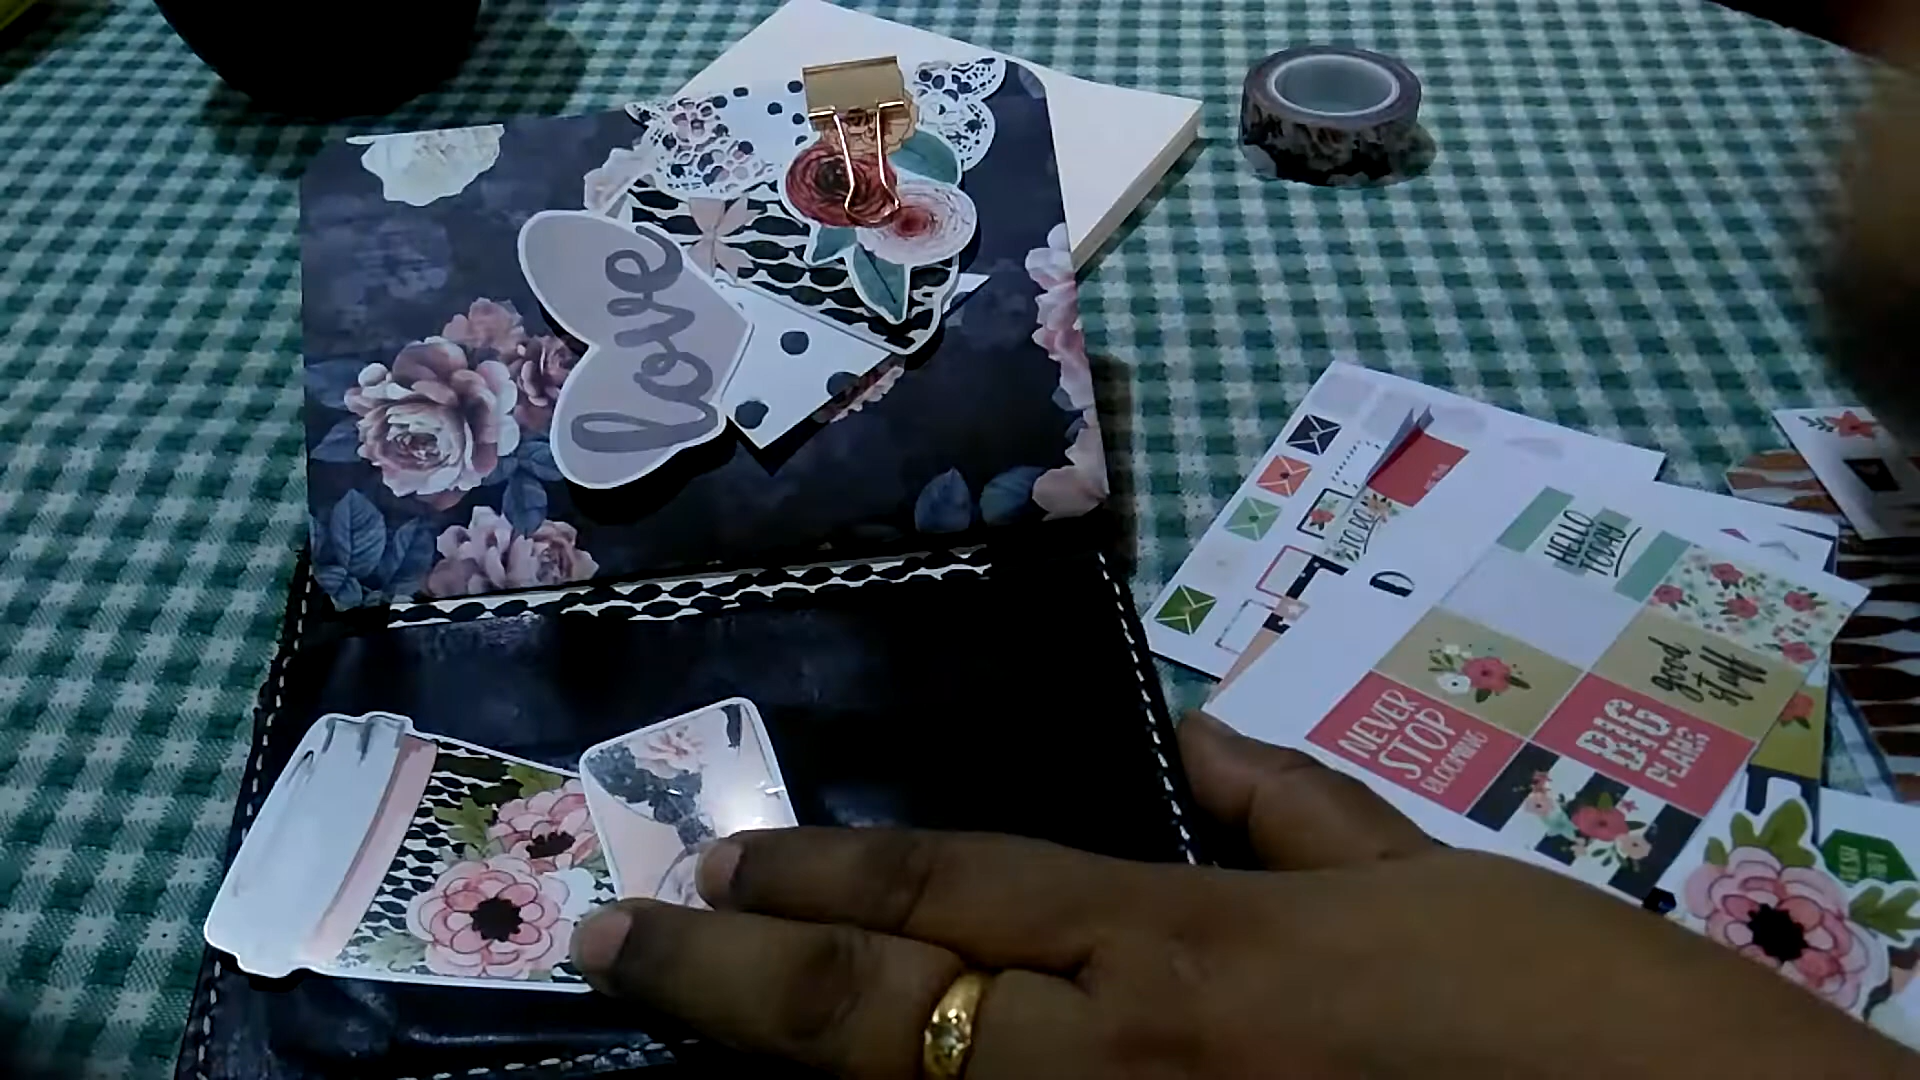 love
TO DO
HELLO
TODAY
D
good
stuff
NEVER
STOP
BLOOMING
BIG
PLANS